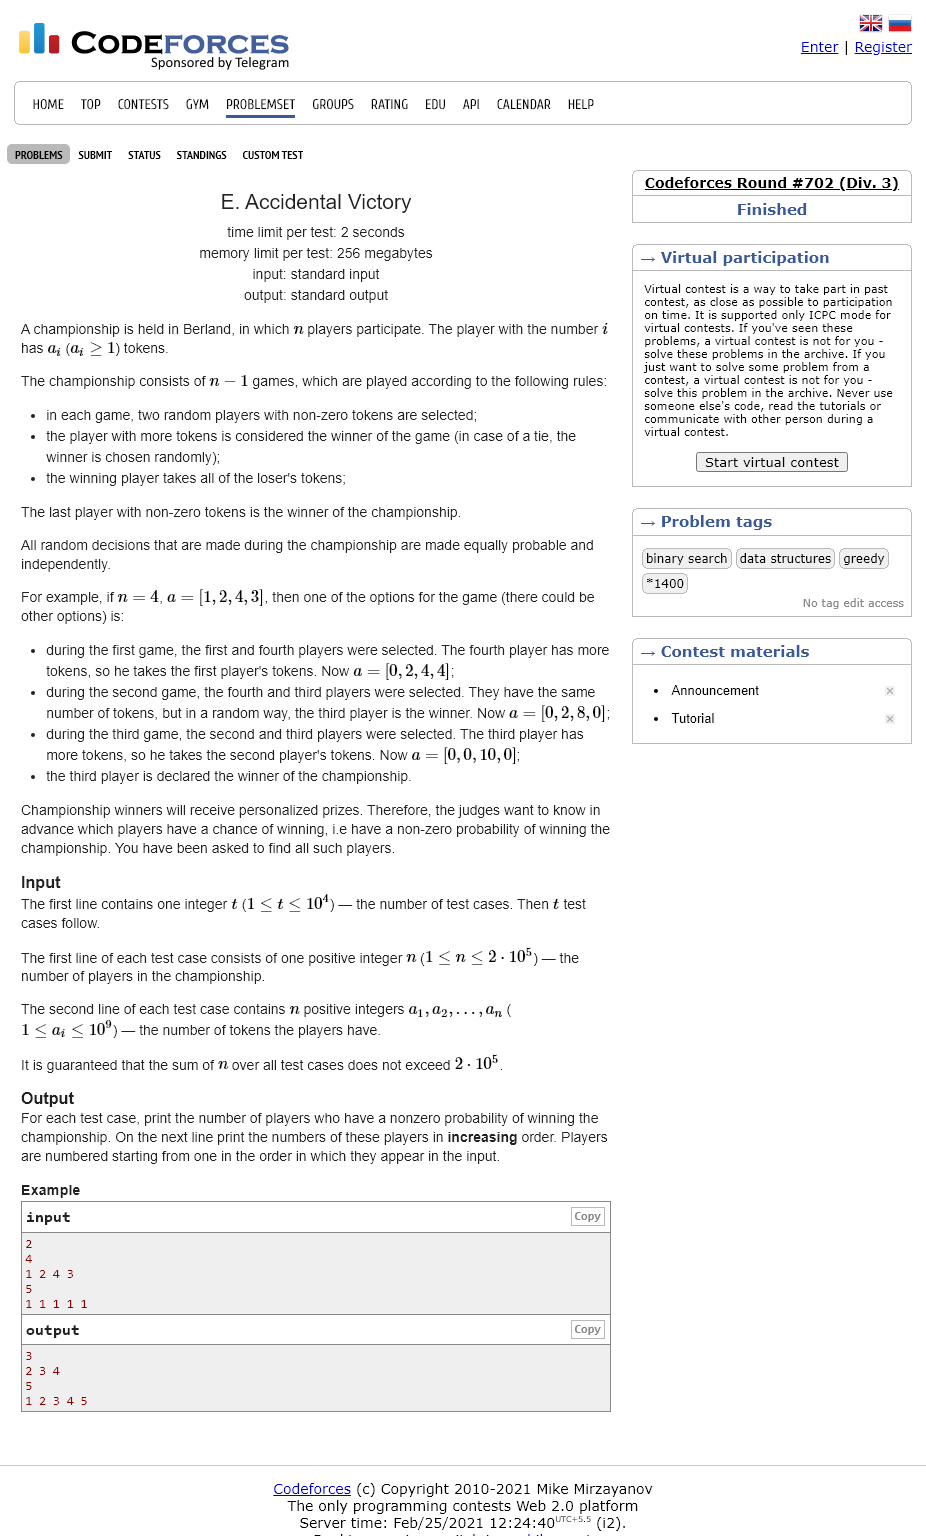 CODEFORCES
Sponsored by Telegram
Enter | Register
HOME TOP CONTESTS GYM PROBLEMSET GROUPS RATING EDU API CALENDAR HELP
PROBLEMS SUBMIT STATUS STANDINGS CUSTOM TEST
E. Accidental Victory
time limit per test: 2 seconds
memory limit per test: 256 megabytes
input: standard input
output: standard output
A championship is held in Berland, in which n players participate. The player with the number i
has a_i (a_i ≥ 1) tokens.
The championship consists of n − 1 games, which are played according to the following rules:
• in each game, two random players with non-zero tokens are selected;
• the player with more tokens is considered the winner of the game (in case of a tie, the
winner is chosen randomly);
• the winning player takes all of the loser's tokens;
The last player with non-zero tokens is the winner of the championship.
All random decisions that are made during the championship are made equally probable and
independently.
For example, if n = 4, a = [1, 2, 4, 3], then one of the options for the game (there could be
other options) is:
• during the first game, the first and fourth players were selected. The fourth player has more
tokens, so he takes the first player's tokens. Now a = [0, 2, 4, 4];
• during the second game, the fourth and third players were selected. They have the same
number of tokens, but in a random way, the third player is the winner. Now a = [0, 2, 8, 0];
• during the third game, the second and third players were selected. The third player has
more tokens, so he takes the second player's tokens. Now a = [0, 0, 10, 0];
• the third player is declared the winner of the championship.
Championship winners will receive personalized prizes. Therefore, the judges want to know in
advance which players have a chance of winning, i.e have a non-zero probability of winning the
championship. You have been asked to find all such players.
Input
The first line contains one integer t (1 ≤ t ≤ 10^4) — the number of test cases. Then t test
cases follow.
The first line of each test case consists of one positive integer n (1 ≤ n ≤ 2 · 10^5) — the
number of players in the championship.
The second line of each test case contains n positive integers a_1, a_2, …, a_n (
1 ≤ a_i ≤ 10^9) — the number of tokens the players have.
It is guaranteed that the sum of n over all test cases does not exceed 2 · 10^5.
Output
For each test case, print the number of players who have a nonzero probability of winning the
championship. On the next line print the numbers of these players in increasing order. Players
are numbered starting from one in the order in which they appear in the input.
Example
input Copy
2
4
1 2 4 3
5
1 1 1 1 1
output Copy
3
2 3 4
5
1 2 3 4 5
Codeforces Round #702 (Div. 3)
Finished
→ Virtual participation
Virtual contest is a way to take part in past
contest, as close as possible to participation
on time. It is supported only ICPC mode for
virtual contests. If you've seen these
problems, a virtual contest is not for you -
solve these problems in the archive. If you
just want to solve some problem from a
contest, a virtual contest is not for you -
solve this problem in the archive. Never use
someone else's code, read the tutorials or
communicate with other person during a
virtual contest.
Start virtual contest
→ Problem tags
binary search data structures greedy
*1400
No tag edit access
→ Contest materials
• Announcement ×
• Tutorial ×
Codeforces (c) Copyright 2010-2021 Mike Mirzayanov
The only programming contests Web 2.0 platform
Server time: Feb/25/2021 12:24:40 UTC+5.5 (i2).